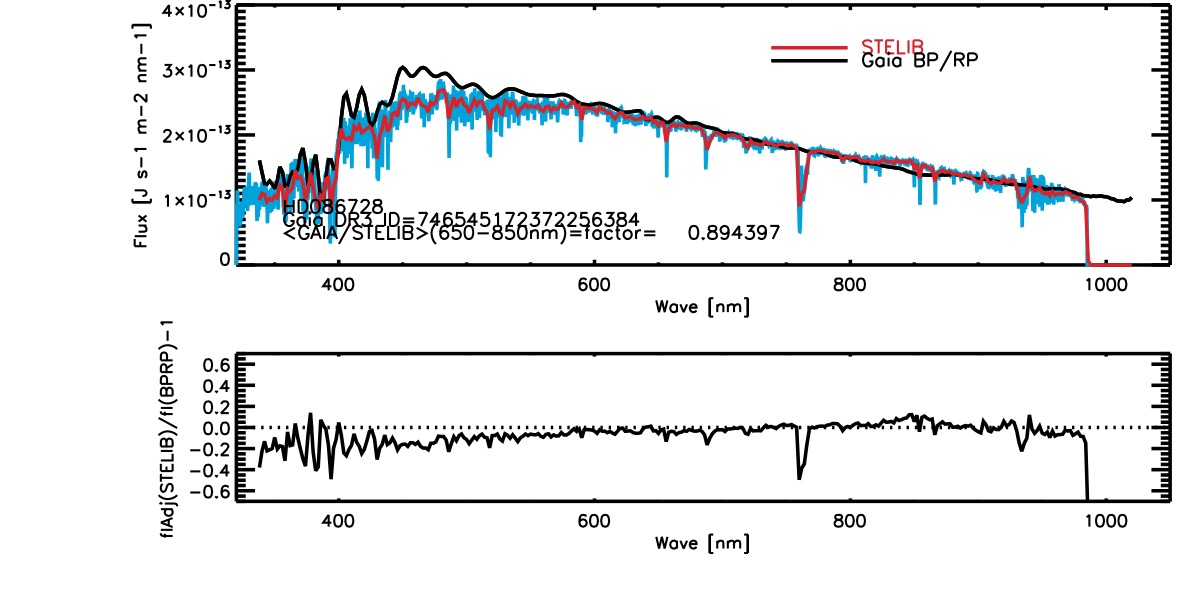 4×10−13
3×10−13
2×10−13
1×10−13
0
Flux [J s−1 m−2 nm−1]
STELIB
Gaia BP/RP
HD086728
Gaia DR3 ID=746545172372256384
<GAIA/STELIB>(650−850nm)=factor= 0.894397
400 600 800 1000
Wave [nm]
flAdj(STELIB)/fl(BPRP)−1
0.6
0.4
0.2
0.0
−0.2
−0.4
−0.6
400 600 800 1000
Wave [nm]